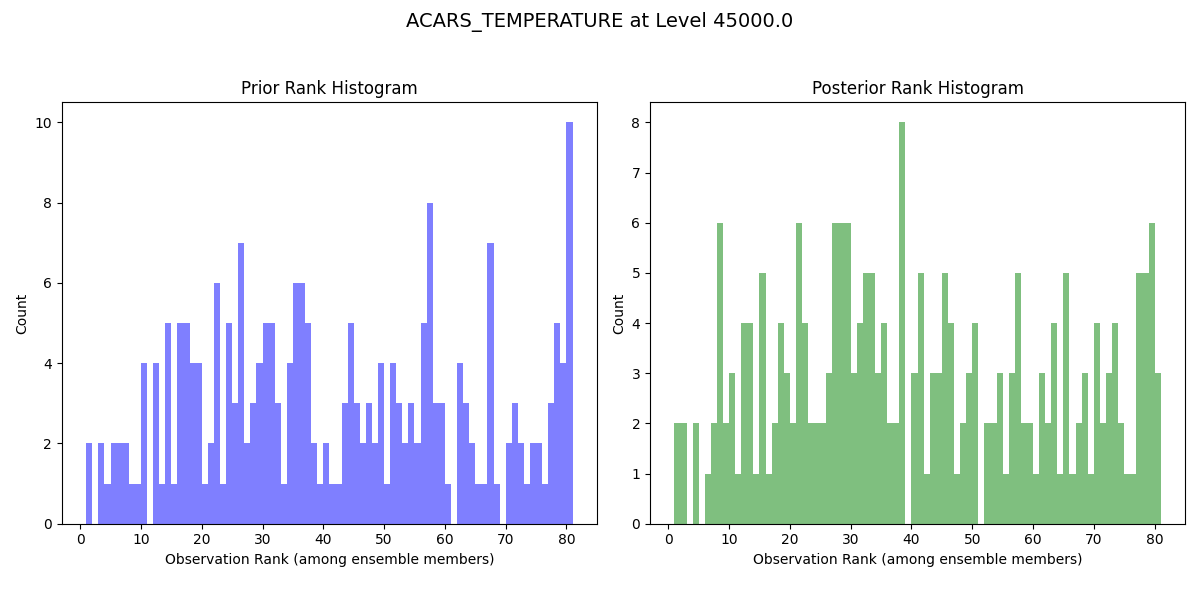 ACARS_TEMPERATURE at Level 45000.0
Prior Rank Histogram
Count
10
8
6
4
2
0
0 10 20 30 40 50 60 70 80
Observation Rank (among ensemble members)
Posterior Rank Histogram
Count
8
7
6
5
4
3
2
1
0
0 10 20 30 40 50 60 70 80
Observation Rank (among ensemble members)